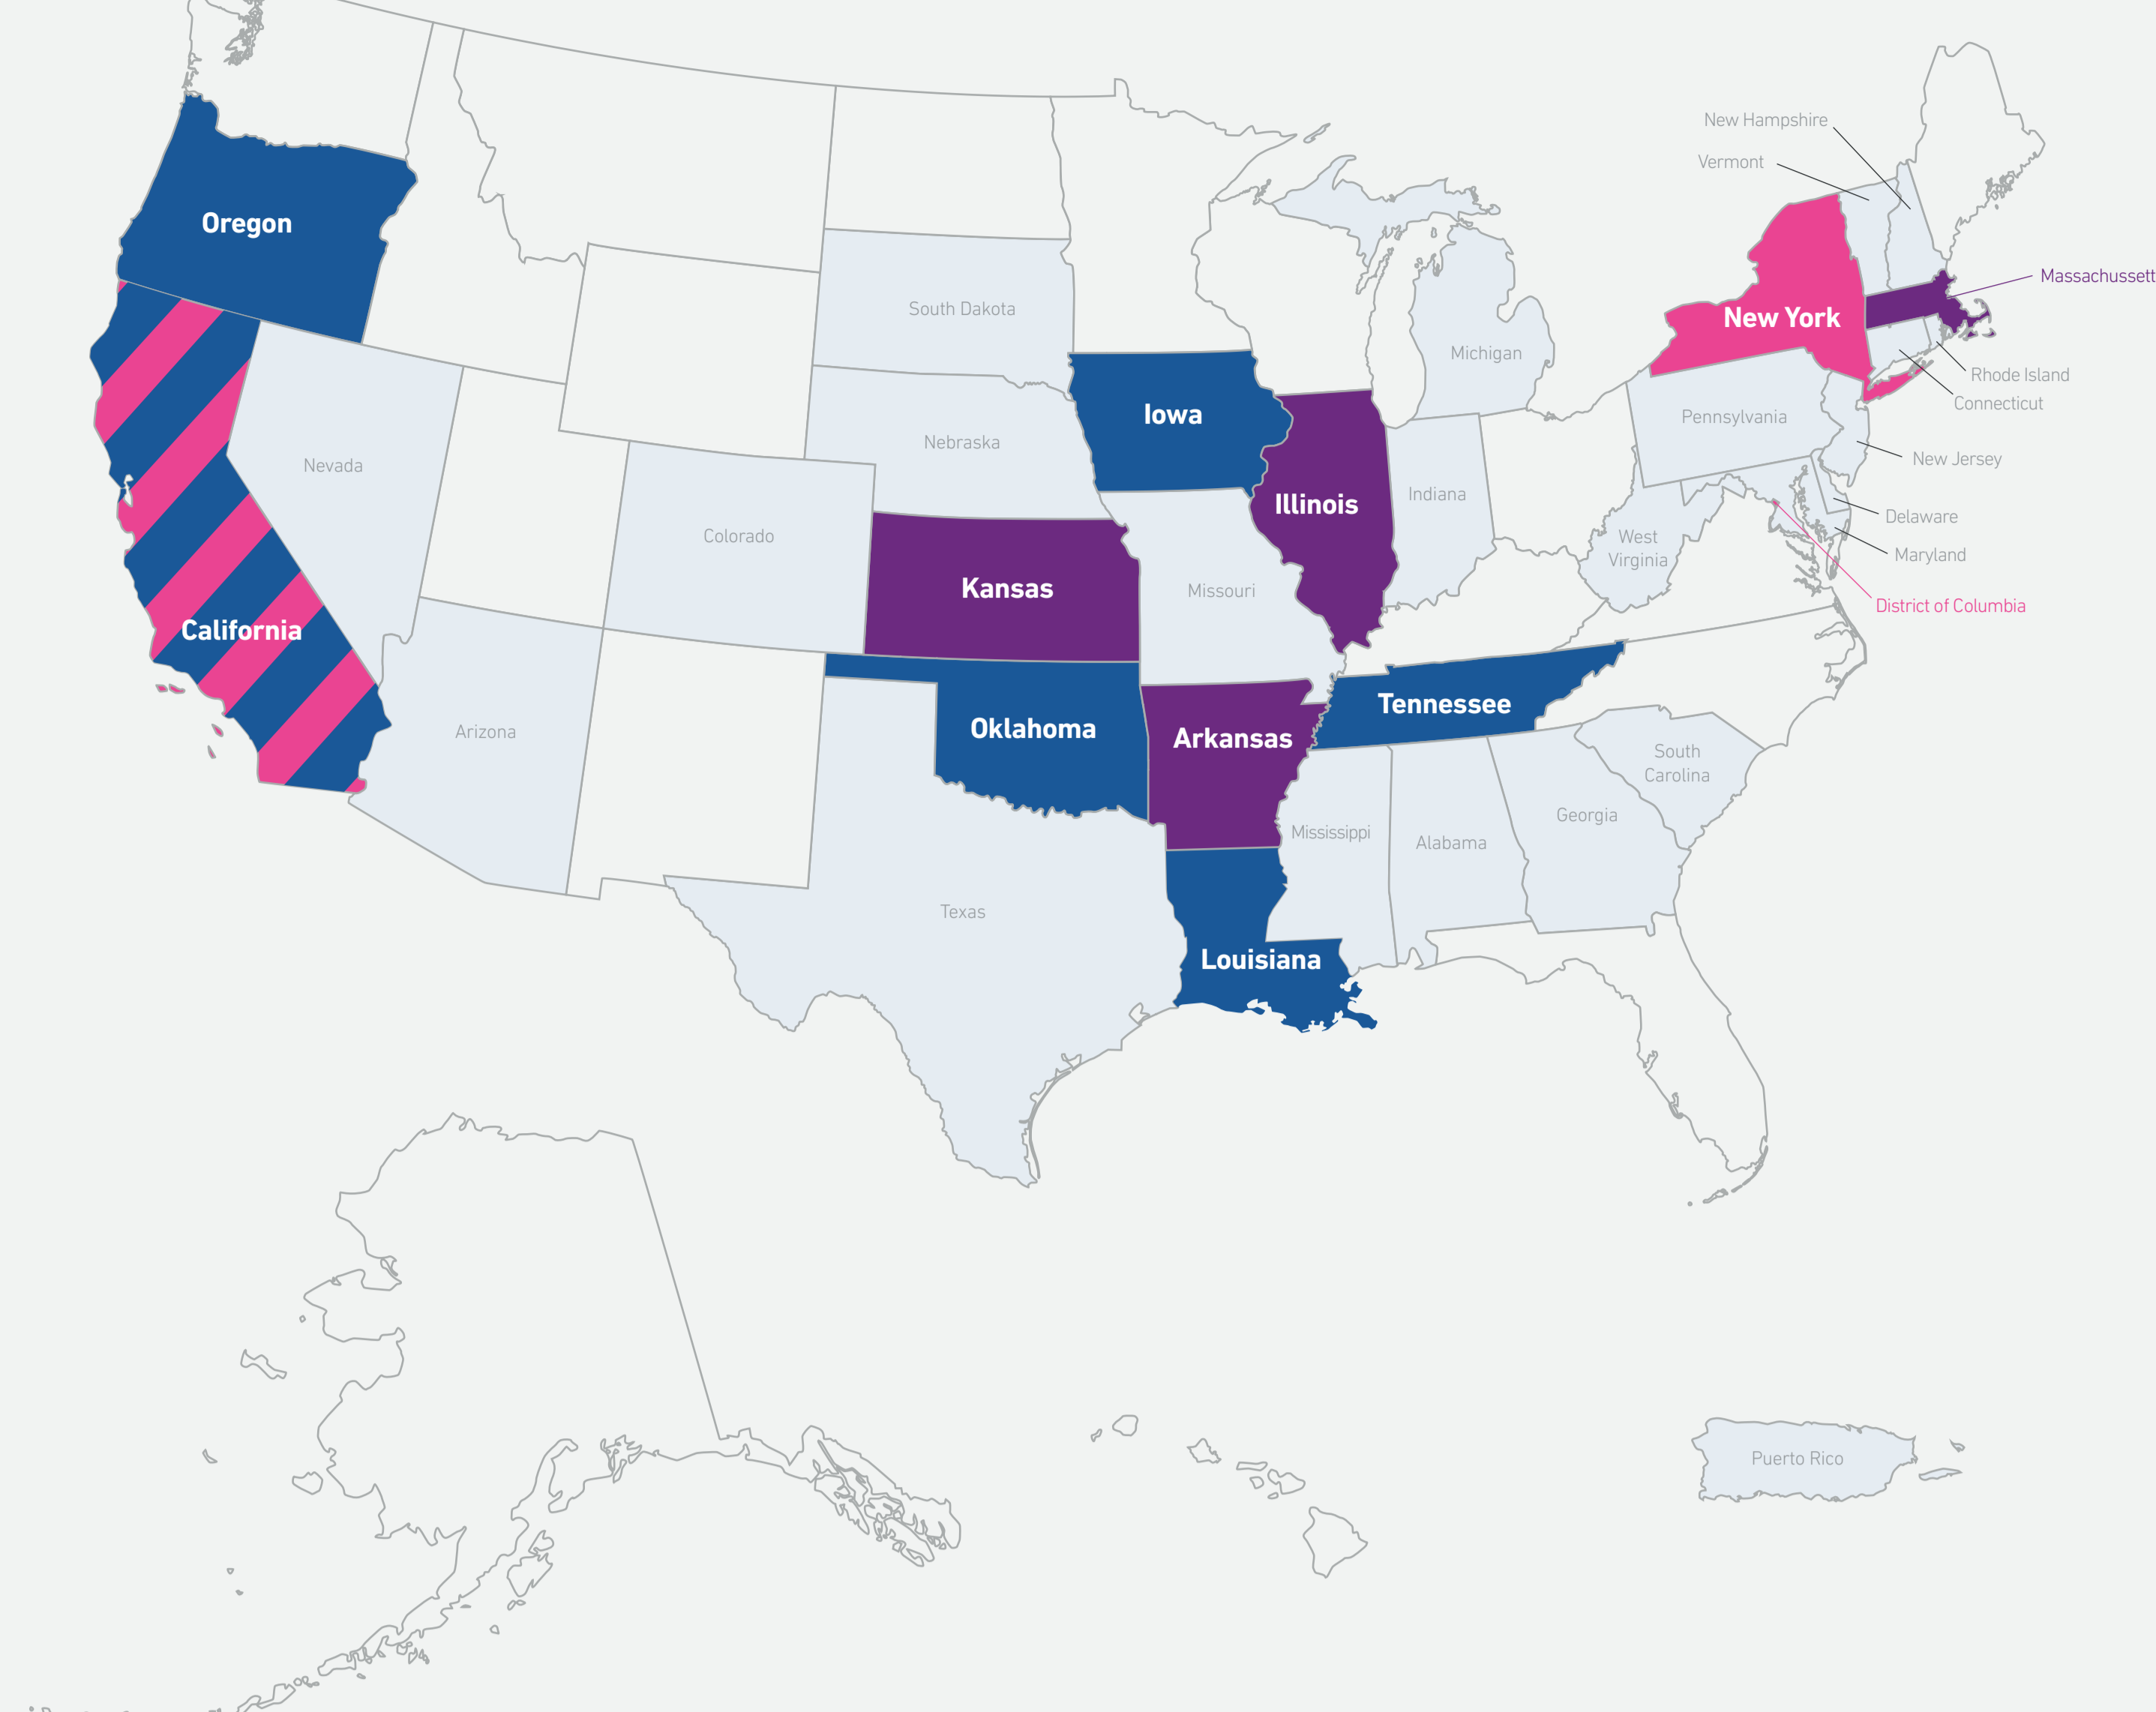 New Hampshire
Vermont
Oregon
Massachussett
South Dakota
New York
Michigan
Rhode Island
Connecticut
Iowa
Pennsylvania
Nebraska
New Jersey
Nevada
Indiana
Illinois
Delaware
Colorado
West
Virginia
Maryland
Kansas
Missouri
District of Columbia
California
Tennessee
Oklahoma
Arizona
Arkansas
South
Carolina
Georgia
Mississippi
Alabama
Texas
Louisiana
Puerto Rico